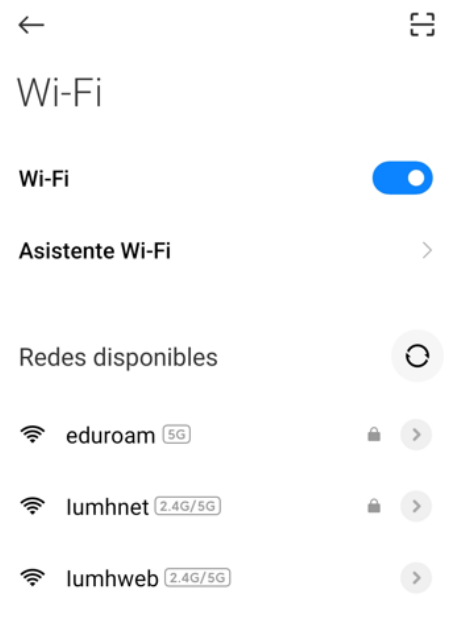 Wi-Fi
Wi-Fi
Asistente Wi-Fi
Redes disponibles
eduroam 5G
lumhnet 2.4G/5G
lumhweb 2.4G/5G